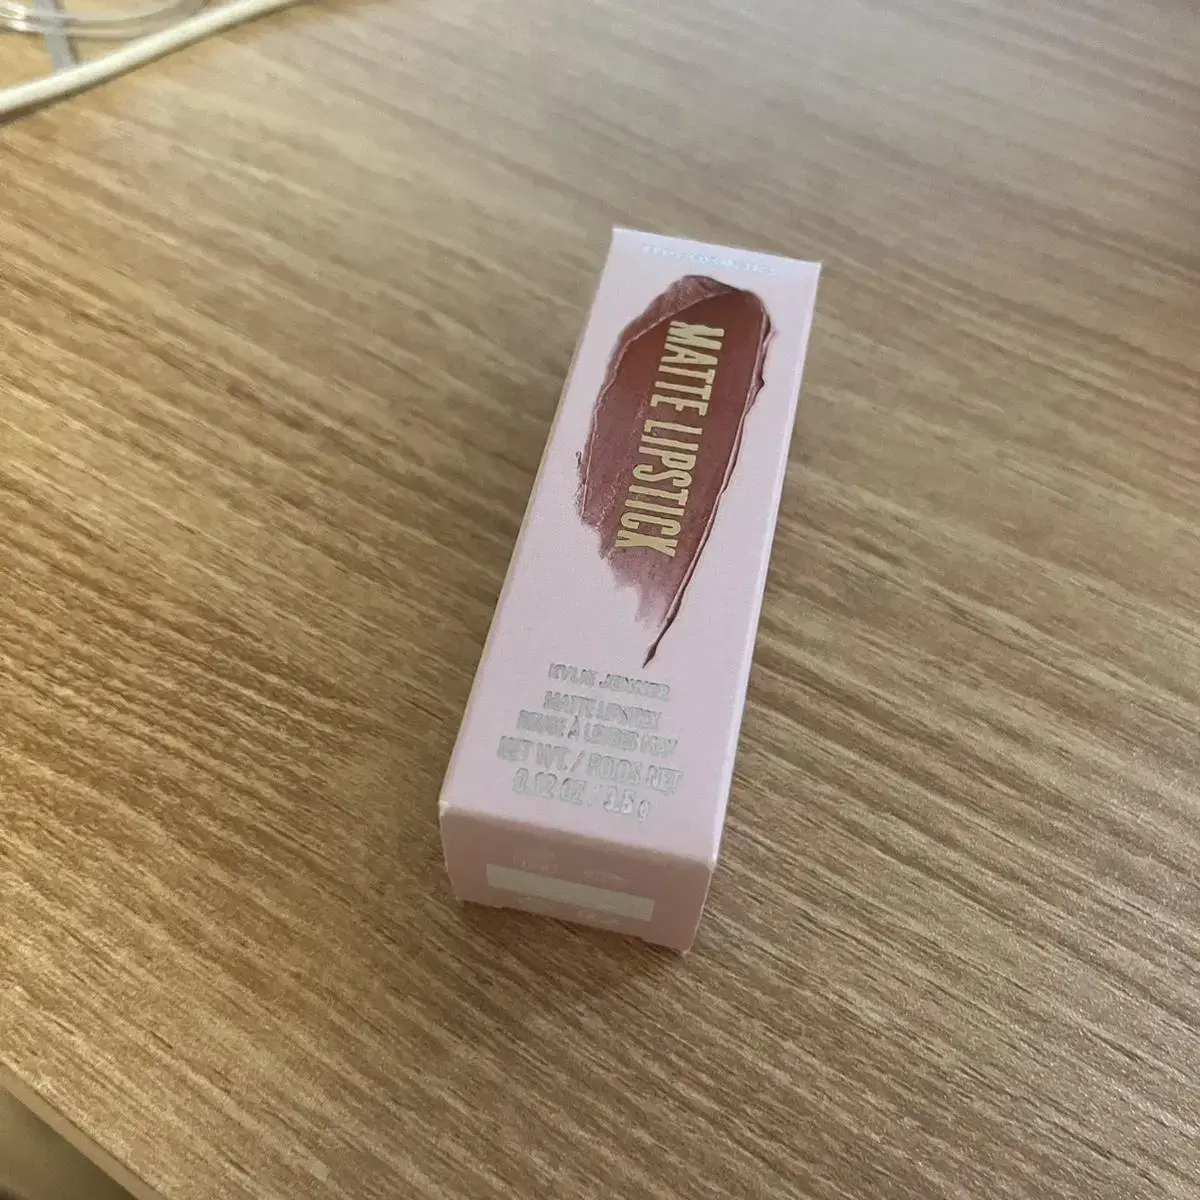 KYLIE COSMETICS
MATTE LIPSTICK
KYLIE JENNER
MATTE LIPSTICK
ROUGE À LÈVRES MAT
NET WT. / POIDS NET
0.12 OZ / 3.5 g